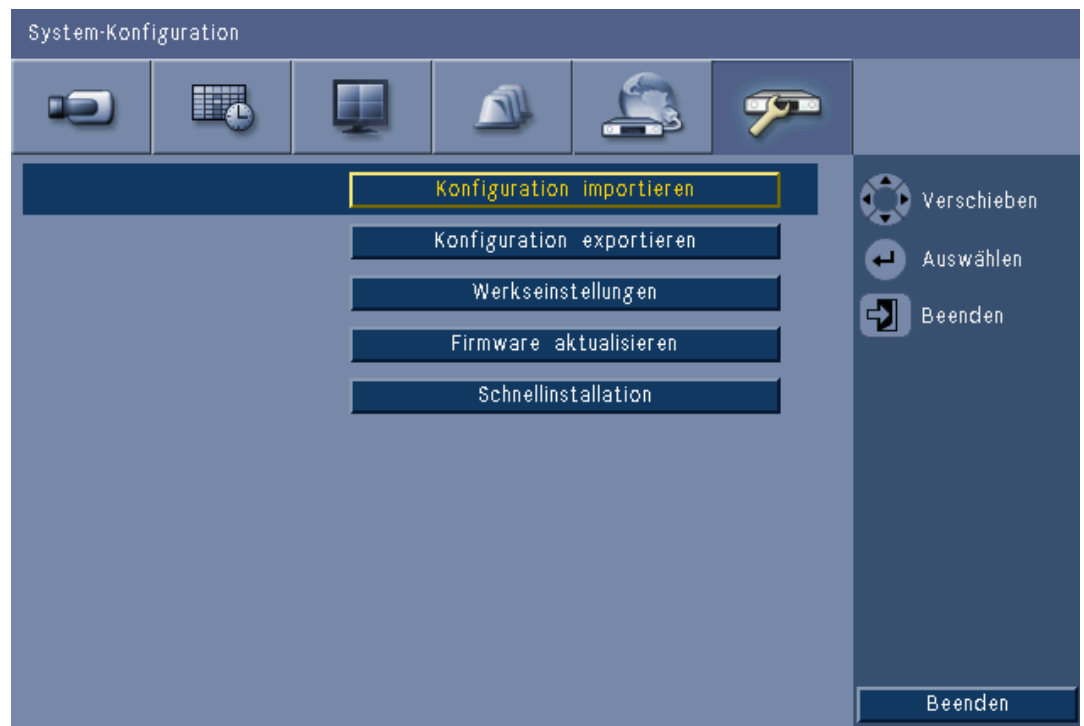 System-Konfiguration
Konfiguration importieren
Konfiguration exportieren
Werkseinstellungen
Firmware aktualisieren
Schnellinstallation
Verschieben
Auswählen
Beenden
Beenden